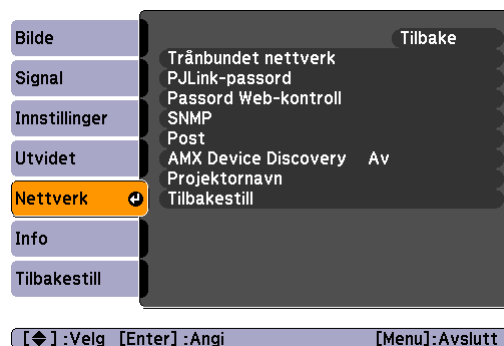 Bilde
Signal
Innstillinger
Utvidet
Nettverk
Info
Tilbakestill
Tilbake
Trånbundet nettverk
PJLink-passord
Passord Web-kontroll
SNMP
Post
AMX Device Discovery Av
Projektornavn
Tilbakestill
[◆] :Velg [Enter] :Angi [Menu]:Avslutt